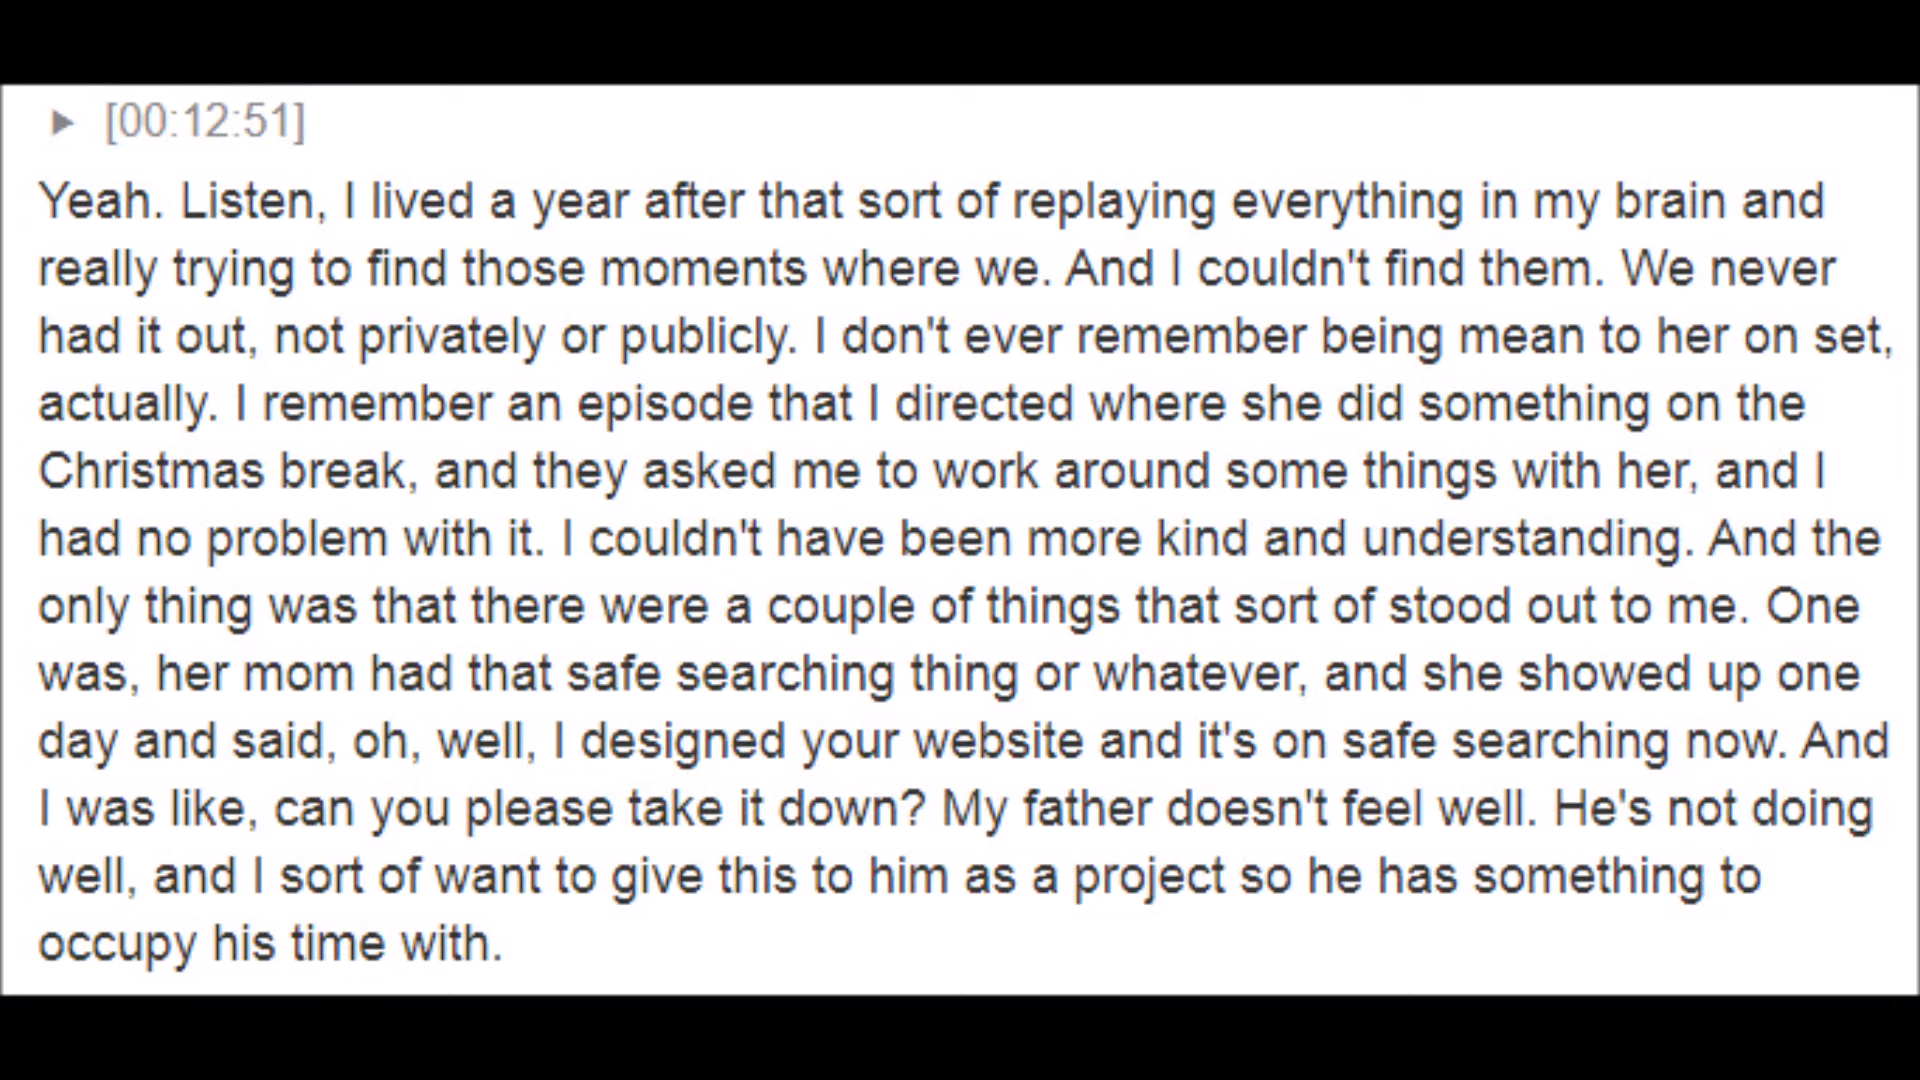 [00:12:51]
Yeah. Listen, I lived a year after that sort of replaying everything in my brain and
really trying to find those moments where we. And I couldn't find them. We never
had it out, not privately or publicly. I don't ever remember being mean to her on set,
actually. I remember an episode that I directed where she did something on the
Christmas break, and they asked me to work around some things with her, and I
had no problem with it. I couldn't have been more kind and understanding. And the
only thing was that there were a couple of things that sort of stood out to me. One
was, her mom had that safe searching thing or whatever, and she showed up one
day and said, oh, well, I designed your website and it's on safe searching now. And
I was like, can you please take it down? My father doesn't feel well. He's not doing
well, and I sort of want to give this to him as a project so he has something to
occupy his time with.